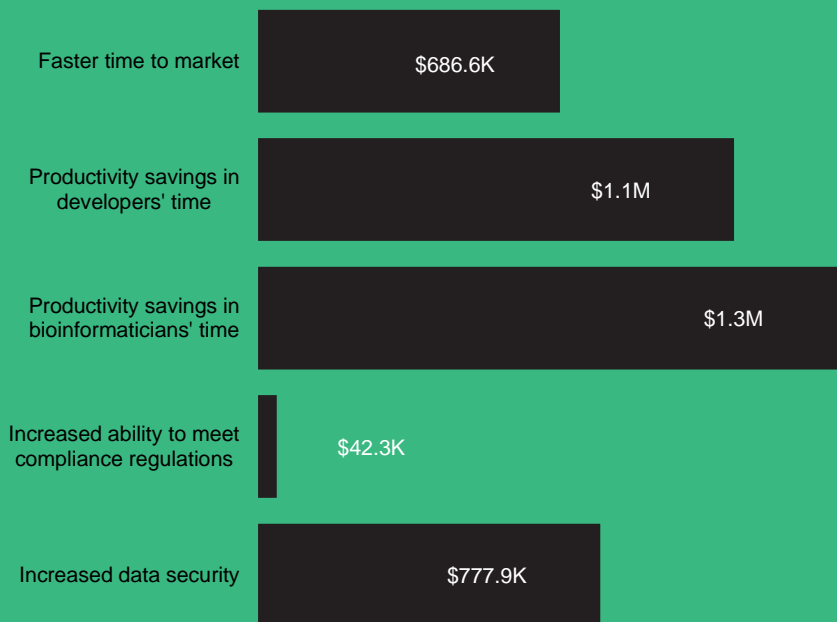 Faster time to market
$686.6K
Productivity savings in
developers' time
$1.1M
Productivity savings in
bioinformaticians' time
$1.3M
Increased ability to meet
compliance regulations
$42.3K
Increased data security
$777.9K